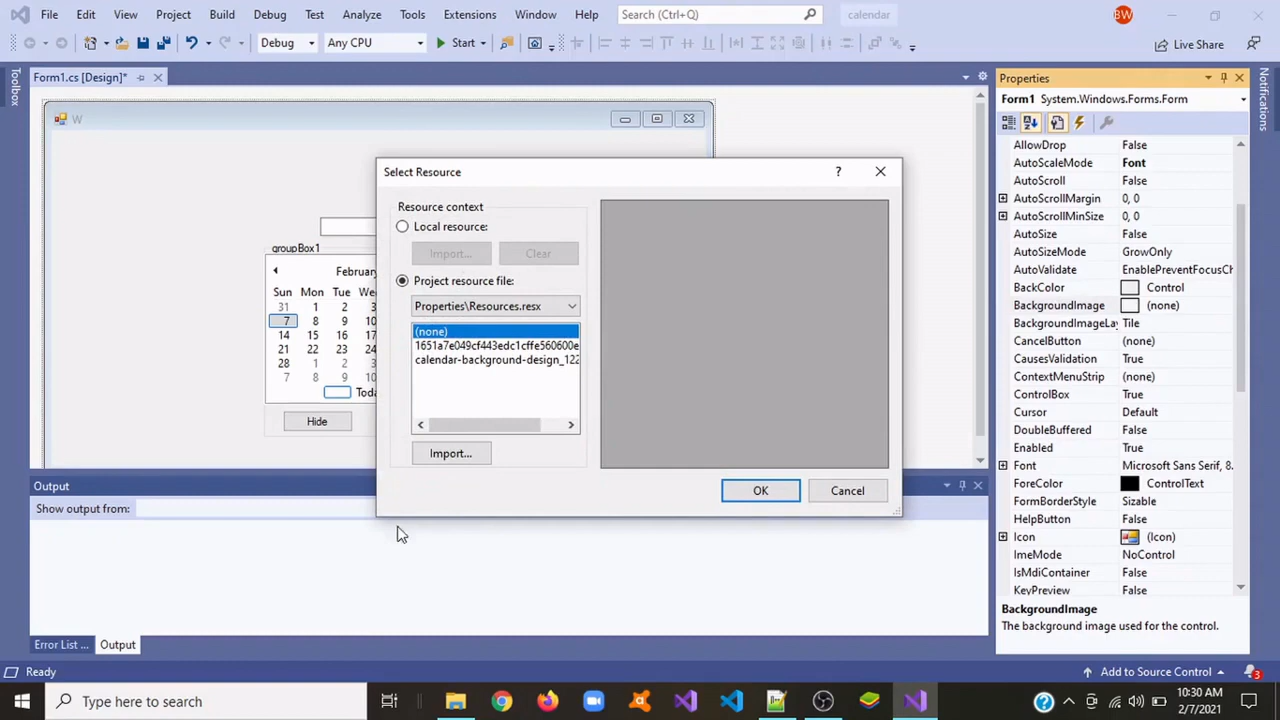 File Edit View Project Build Debug Test Analyze Tools Extensions Window Help Search (Ctrl+Q) calendar BW
Debug Any CPU Start Live Share
Toolbox
Form1.cs [Design]*
W
groupBox1
February
Sun Mon Tue We
31 1 2 3
7 8 9 10
14 15 16 17
21 22 23 24
28 1 2 3
7 8 9 10
Toda
Hide
Select Resource ?
Resource context
Local resource:
Import... Clear
Project resource file:
Properties\Resources.resx
(none)
1651a7e049cf443edc1cffe560600e
calendar-background-design_122
Import...
OK Cancel
Output
Show output from:
Error List ... Output
Properties
Form1 System.Windows.Forms.Form
AllowDrop False
AutoScaleMode Font
AutoScroll False
AutoScrollMargin 0, 0
AutoScrollMinSize 0, 0
AutoSize False
AutoSizeMode GrowOnly
AutoValidate EnablePreventFocusCh
BackColor Control
BackgroundImage (none)
BackgroundImageLay Tile
CancelButton (none)
CausesValidation True
ContextMenuStrip (none)
ControlBox True
Cursor Default
DoubleBuffered False
Enabled True
Font Microsoft Sans Serif, 8.
ForeColor ControlText
FormBorderStyle Sizable
HelpButton False
Icon (Icon)
ImeMode NoControl
IsMdiContainer False
KeyPreview False
BackgroundImage
The background image used for the control.
Notifications
Ready Add to Source Control 3
Type here to search
10:30 AM
2/7/2021